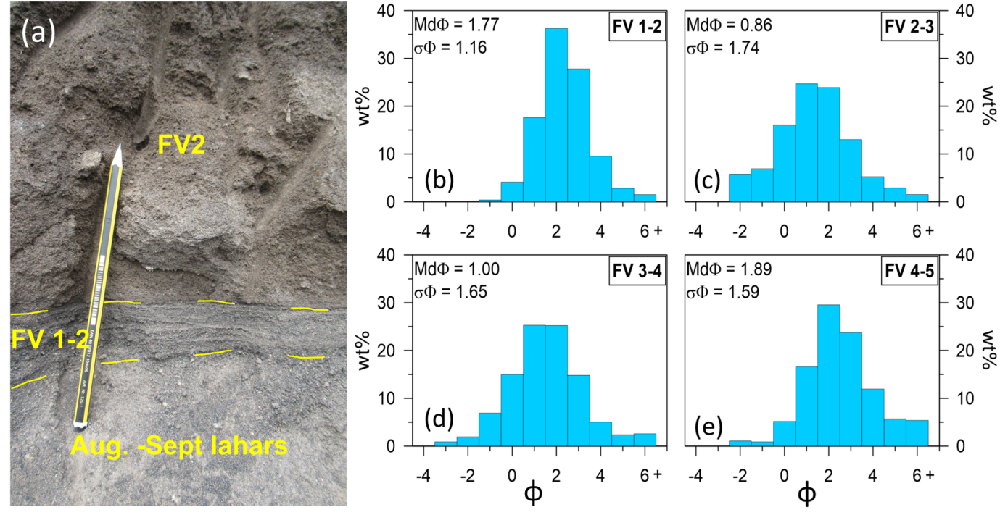 (a)
FV2
FV 1-2
Aug. -Sept lahars
MdΦ = 1.77
σΦ = 1.16
FV 1-2
(b)
wt%
40
30
20
10
0
-4 -2 0 2 4 6 +
MdΦ = 0.86
σΦ = 1.74
FV 2-3
(c)
wt%
40
30
20
10
0
-4 -2 0 2 4 6 +
MdΦ = 1.00
σΦ = 1.65
FV 3-4
(d)
wt%
40
30
20
10
0
-4 -2 0 2 4 6 +
ϕ
MdΦ = 1.89
σΦ = 1.59
FV 4-5
(e)
wt%
40
30
20
10
0
-4 -2 0 2 4 6 +
ϕ